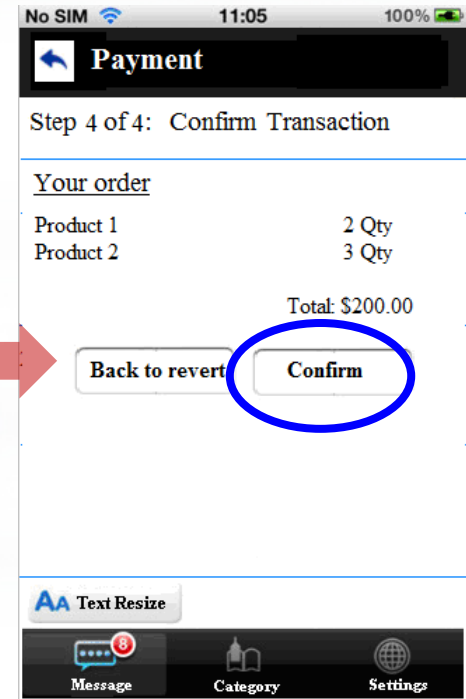 No SIM 11:05 100%
Payment
Step 4 of 4: Confirm Transaction
Your order
Product 1 2 Qty
Product 2 3 Qty
Total: $200.00
Back to revert Confirm
AA Text Resize
8
Message Category Settings